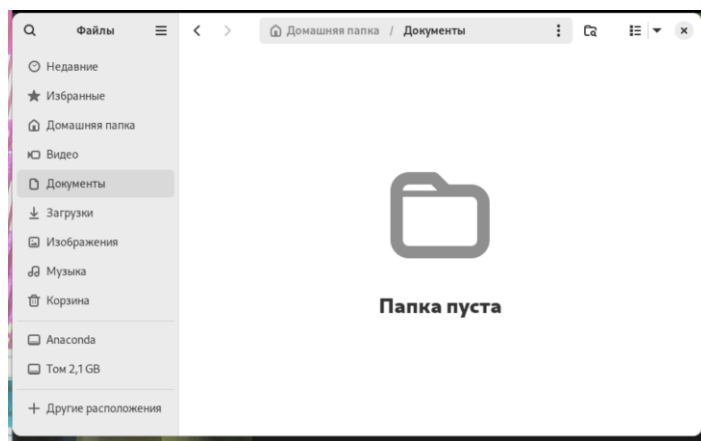 Файлы
Домашняя папка / Документы
Недавние
Избранные
Домашняя папка
Видео
Документы
Загрузки
Изображения
Музыка
Корзина
Anaconda
Том 2,1 GB
Другие расположения
Папка пуста